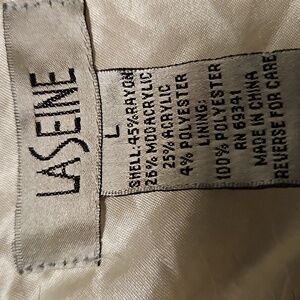 LASEINE
L
SHELL: 45% RAYON
26% MODACRYLIC
25% ACRYLIC
4% POLYESTER
LINING:
100% POLYESTER
RN 69341
MADE IN CHINA
REVERSE FOR CARE